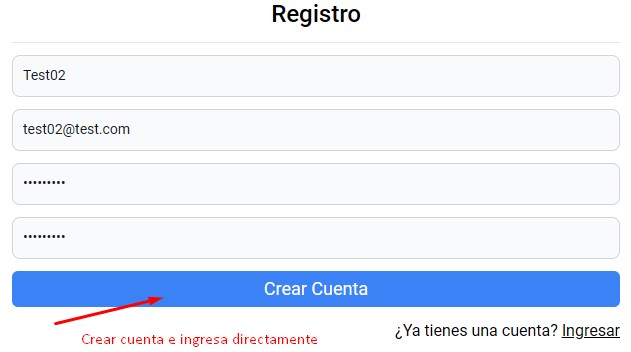 Registro
Test02
test02@test.com
•••••••••
•••••••••
Crear Cuenta
Crear cuenta e ingresa directamente
¿Ya tienes una cuenta? Ingresar